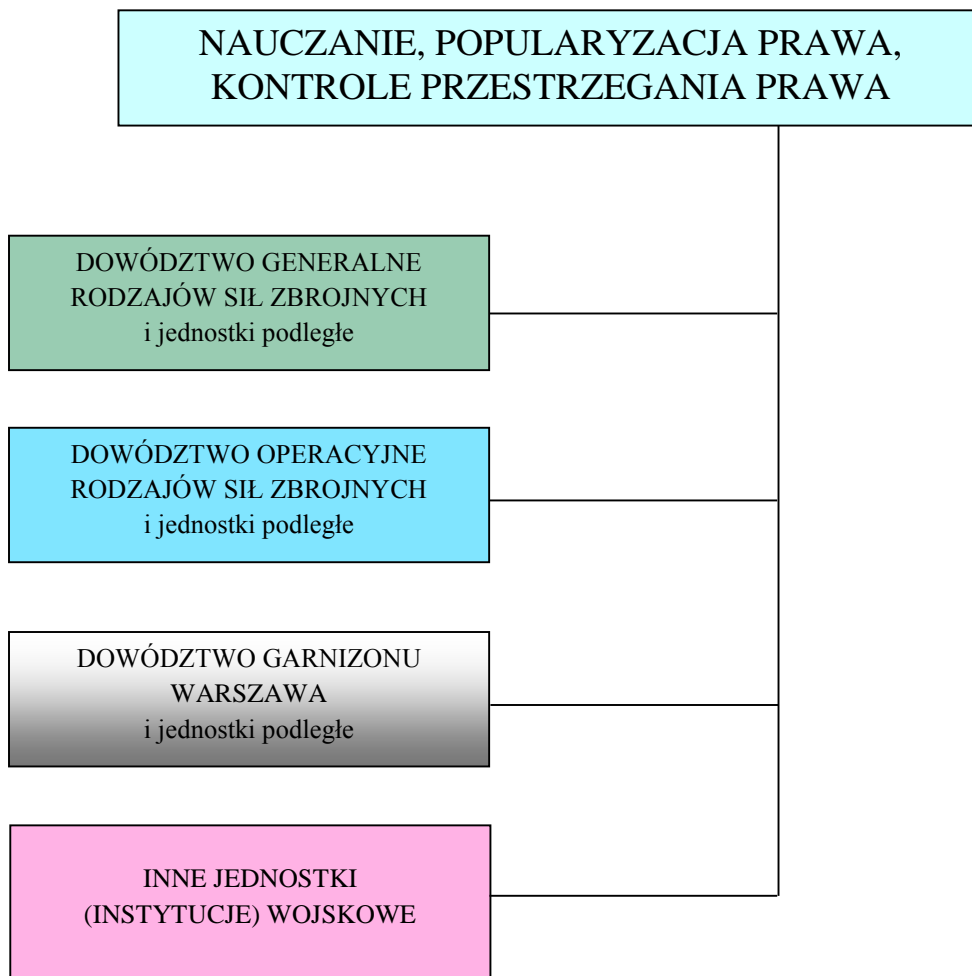 NAUCZANIE, POPULARYZACJA PRAWA,
KONTROLE PRZESTRZEGANIA PRAWA
DOWÓDZTWO GENERALNE
RODZAJÓW SIŁ ZBROJNYCH
i jednostki podległe
DOWÓDZTWO OPERACYJNE
RODZAJÓW SIŁ ZBROJNYCH
i jednostki podległe
DOWÓDZTWO GARNIZONU
WARSZAWA
i jednostki podległe
INNE JEDNOSTKI
(INSTYTUCJE) WOJSKOWE